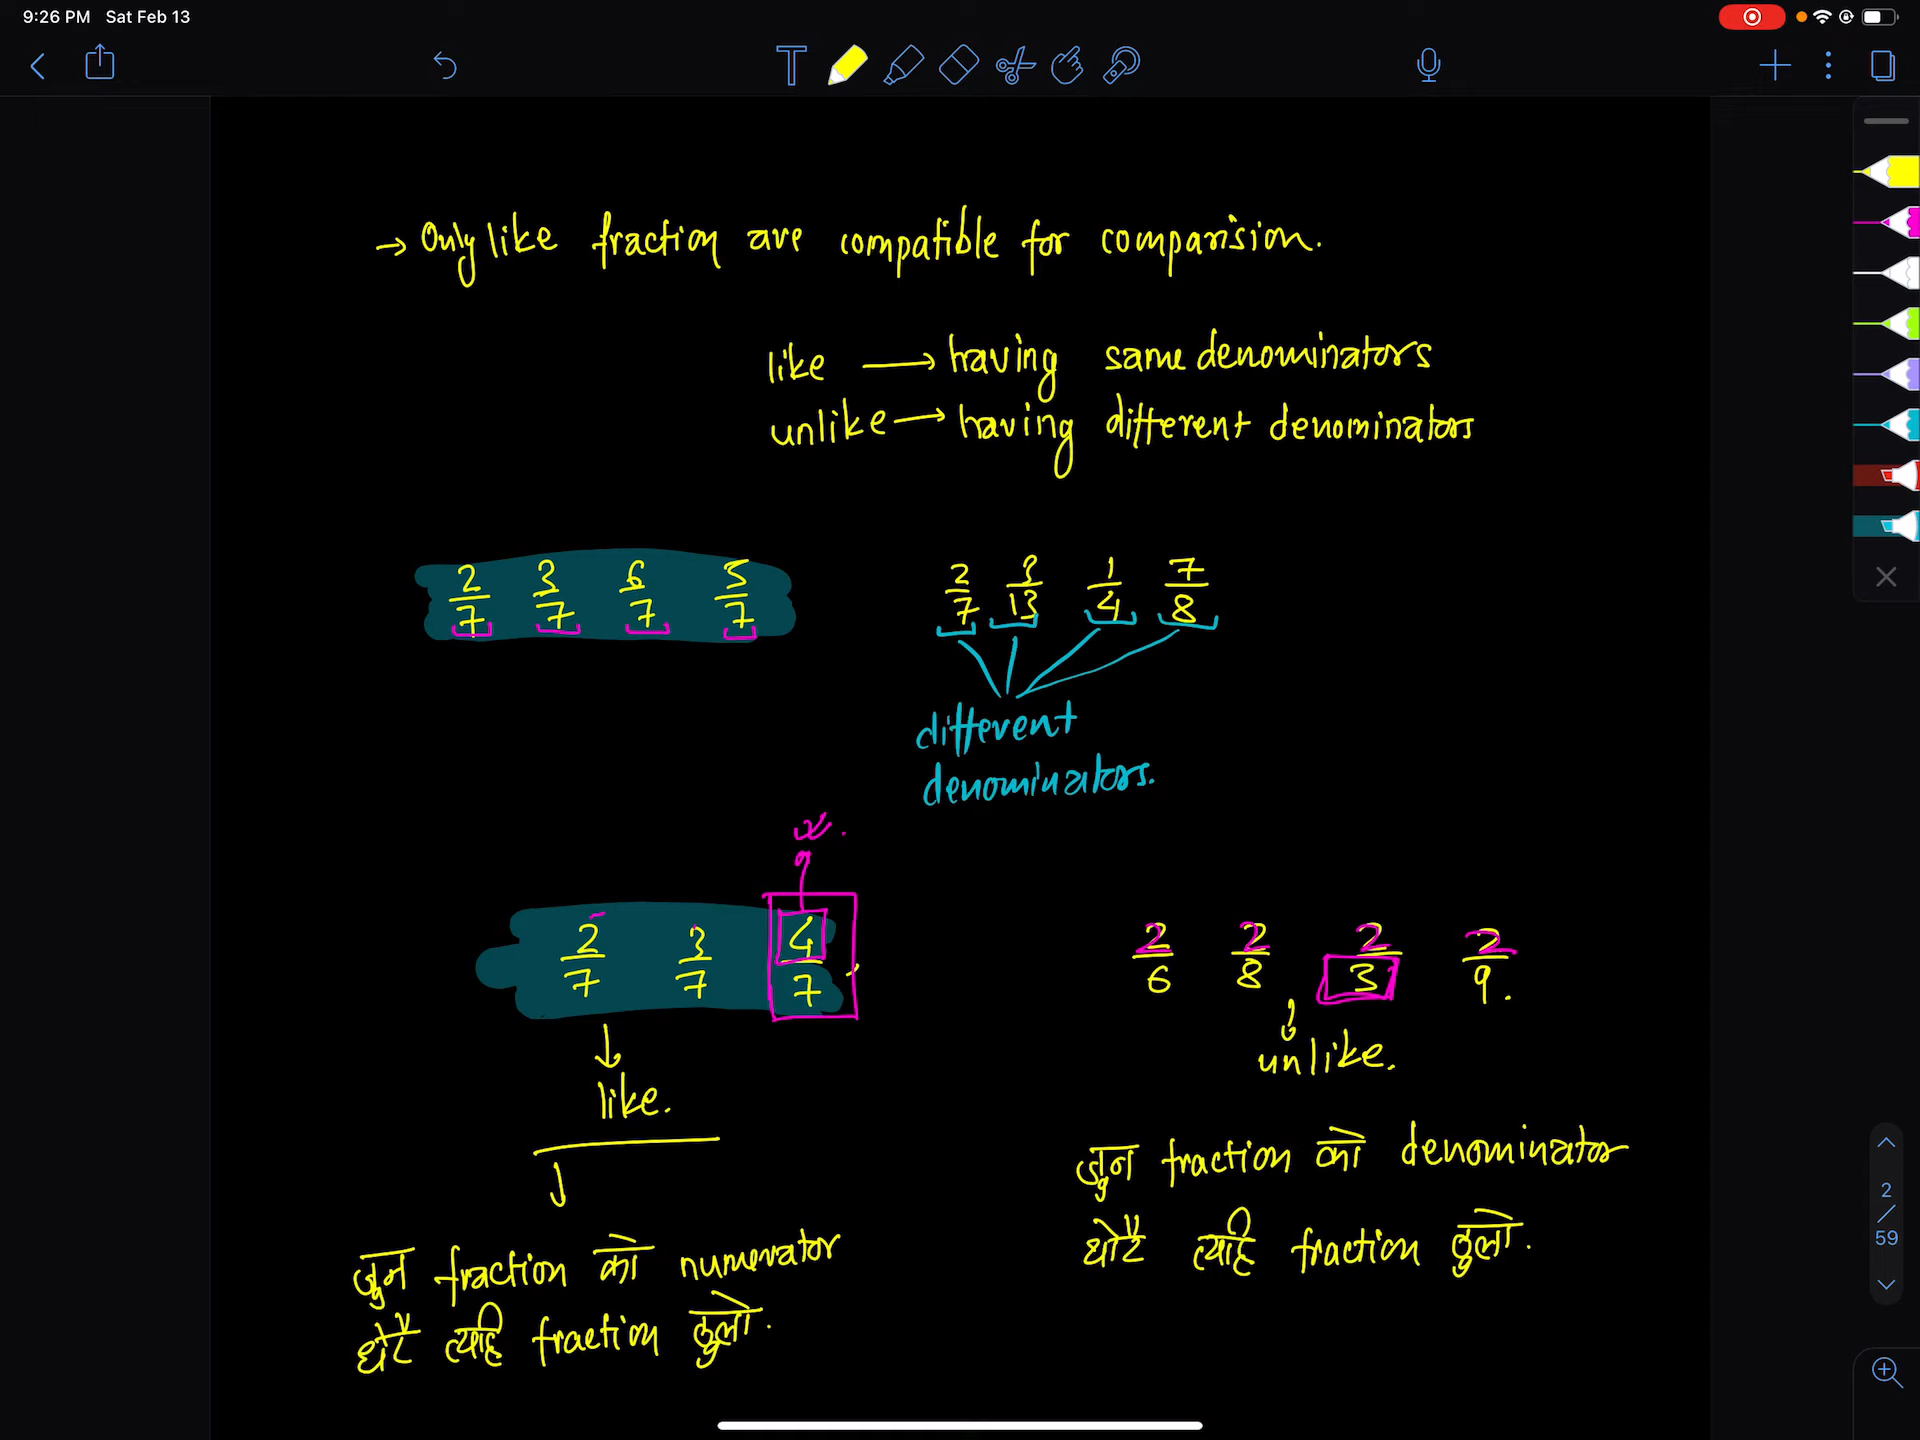 9:26 PM Sat Feb 13
→ Only like fraction are compatible for comparision.
like → having same denominators
unlike → having different denominators
2/7 3/7 6/7 5/7
2/7 3/13 1/4 7/8
different
denominators.
2/7 3/7 4/7
2/6 2/8 2/3 2/9.
like.
unlike.
जुन fraction को numerator
धेरै त्यहि fraction ठुलो.
जुन fraction को denominator
थोरै त्यहि fraction ठुलो.
2
/
59